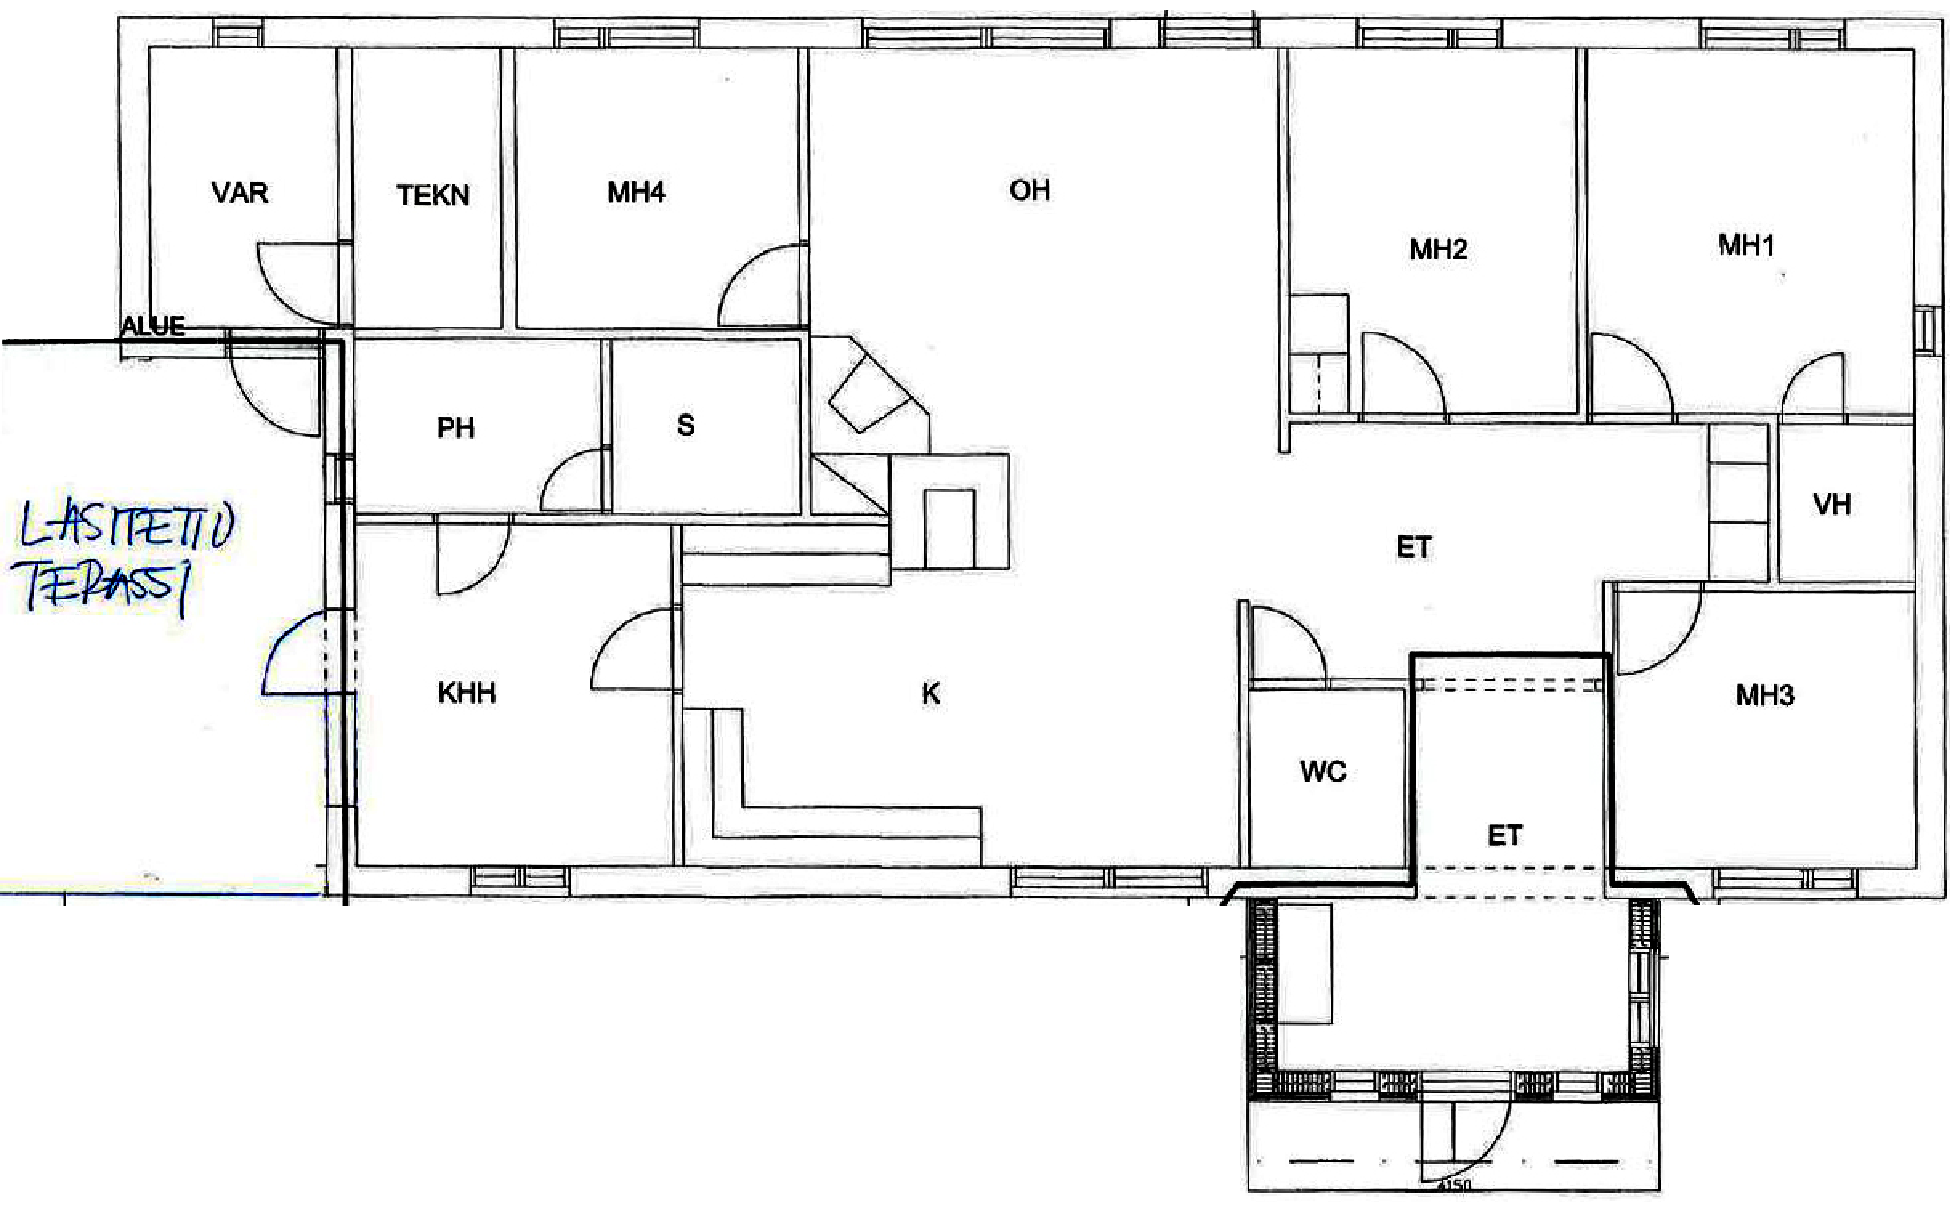 VAR
TEKN
MH4
OH
MH2
MH1
ALUE
PH
S
VH
LASITETTU
TERASSI
ET
KHH
K
MH3
WC
ET
4150